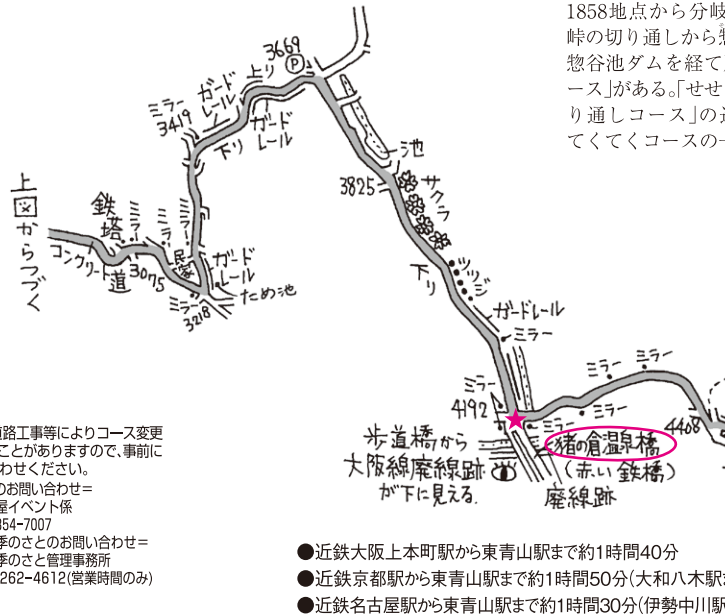 1858地点から分岐
峠の切り通しから惣
惣谷池ダムを経て
ース」がある。「せせ
り通しコース」の
てくてくコースの一
3669
P
上り
ガードレール
ミラー
3419
下り
ガードレール
池
3825
サクラ
上図からつづく
鉄塔
ミラー
ミラー
ミラー
コンクリート道
3075
民家
ガードレール
ため池
ミラー
3218
下り
ツツジ
ガードレール
ミラー
ミラー
ミラー
ミラー
4192
ミラー
ミラー
4408
猪の倉温泉橋
(赤い鉄橋)
歩道橋から
大阪線廃線跡
が下に見える.
廃線跡
道路工事等によりコース変更
ことがありますので、事前に
わせください。
のお問い合わせ=
屋イベント係
354-7007
季のさとのお問い合わせ=
季のさと管理事務所
262-4612(営業時間のみ)
●近鉄大阪上本町駅から東青山駅まで約1時間40分
●近鉄京都駅から東青山駅まで約1時間50分(大和八木駅
●近鉄名古屋駅から東青山駅まで約1時間30分(伊勢中川駅